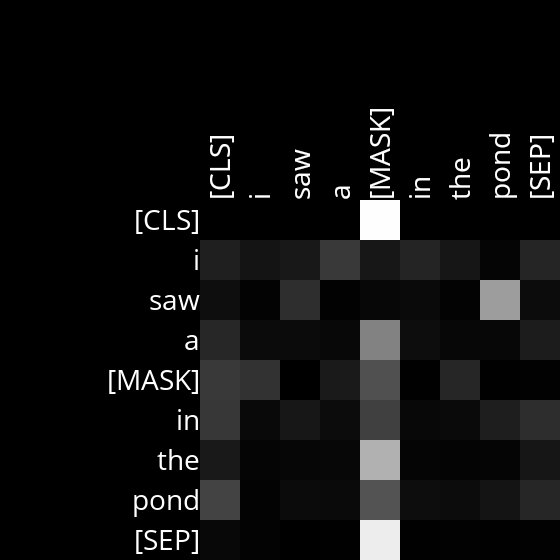 [CLS] i saw a [MASK] in the pond [SEP]
[CLS]
i
saw
a
[MASK]
in
the
pond
[SEP]